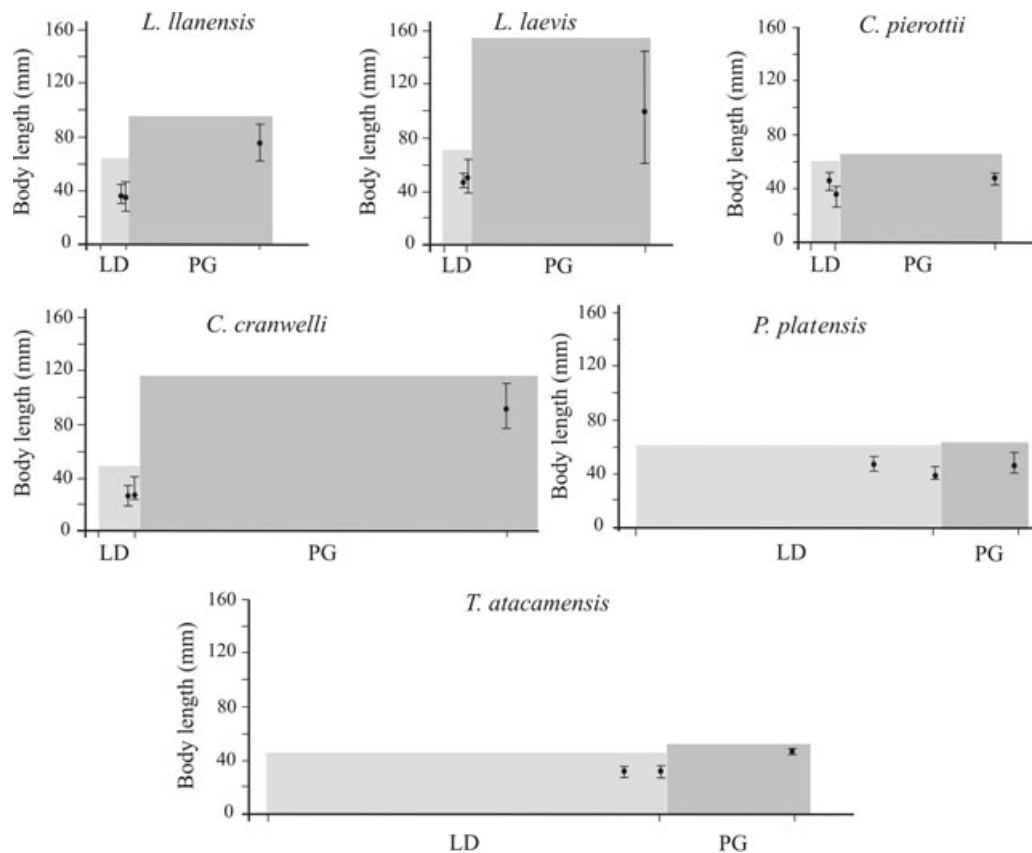 L. llanensis
Body length (mm)
160
120
80
40
0
LD
PG
L. laevis
Body length (mm)
160
120
80
40
0
LD
PG
C. pierottii
Body length (mm)
160
120
80
40
0
LD
PG
C. cranwelli
Body length (mm)
160
120
80
40
0
LD
PG
P. platensis
Body length (mm)
160
120
80
40
0
LD
PG
T. atacamensis
Body length (mm)
160
120
80
40
0
LD
PG